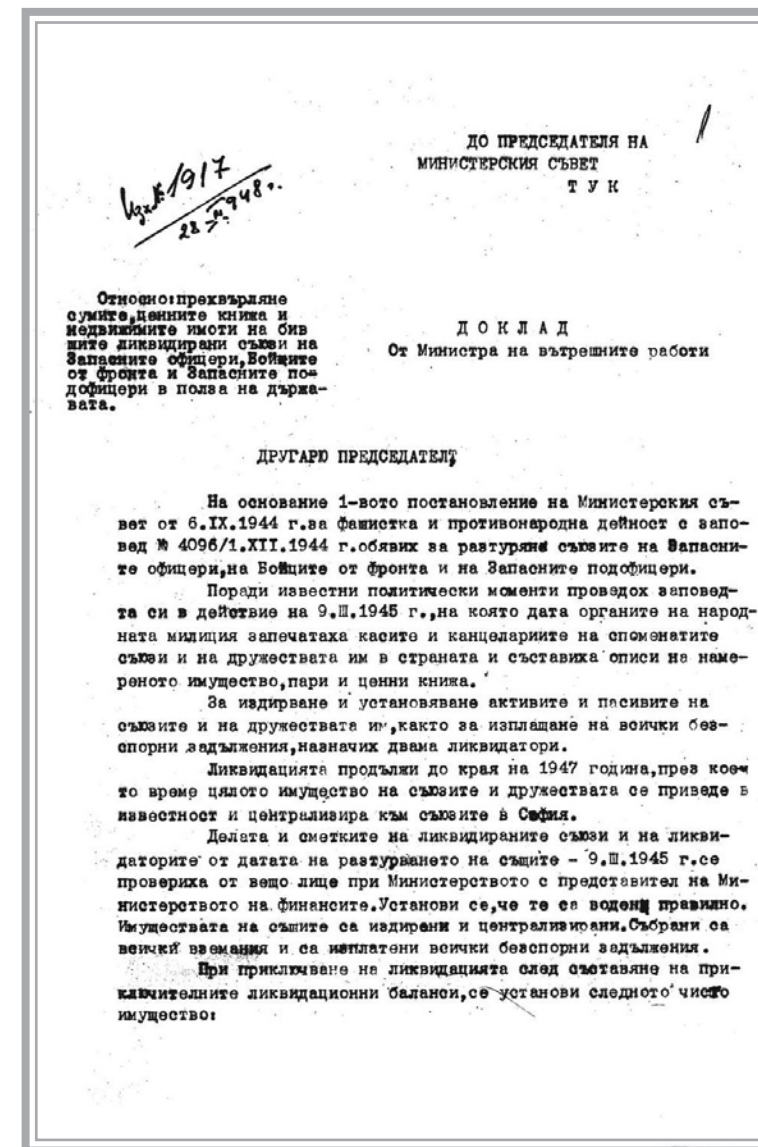 ДО ПРЕДСЕДАТЕЛЯ НА
МИНИСТЕРСКИЯ СЪВЕТ
Т У К
Изх.№ 1917
28 948 г.
Относно:прехвърляне
сумите,ценните книжа и
недвижимите имоти на бив
шите ликвидирани съюзи на
Запасните офицери,Войците
от фронта и Запасните по-
дофицери в полза на държа-
вата.
Д О К Л А Д
От Министра на вътрешните работи
ДРУГАРЮ ПРЕДСЕДАТЕЛ,
На основание 1-вото постановление на Министерския съ-
вет от 6.IX.1944 г.за фашистка и противонародна дейност с запо-
вед № 4096/1.XII.1944 г.обявих за разтуряне съюзите на Запасни-
те офицери,на Бойците от фронта и на Запасните подофицери.
Поради известни политически моменти проведох заповед-
та си в действие на 9.III.1945 г.,на която дата органите на народ-
ната милиция запечатаха касите и канцелариите на споменатите
съюзи и на дружествата им в страната и съставиха описи на наме-
реното имущество,пари и ценни книжа.
За издирване и установяване активите и пасивите на
съюзите и на дружествата им,както за изплащане на всички без-
спорни задължения,назначих двама ликвидатори.
Ликвидацията продължи до края на 1947 година,през кое-
то време цялото имущество на съюзите и дружествата се приведе в
известност и централизира към съюзите в София.
Делата и сметките на ликвидираните съюзи и на ликви-
даторите от датата на разтурването на същите - 9.III.1945 г.се
провериха от вещо лице при Министерството с представител на Ми-
нистерството на финансите.Установи се,че те са водени правилно.
Имуществата на същите са издирени и централизирани.Събрани са
всички вземания и са изплатени всички безспорни задължения.
При приключване на ликвидацията след съставяне на при-
ключителните ликвидационни баланси,се установи следното чисто
имущество: